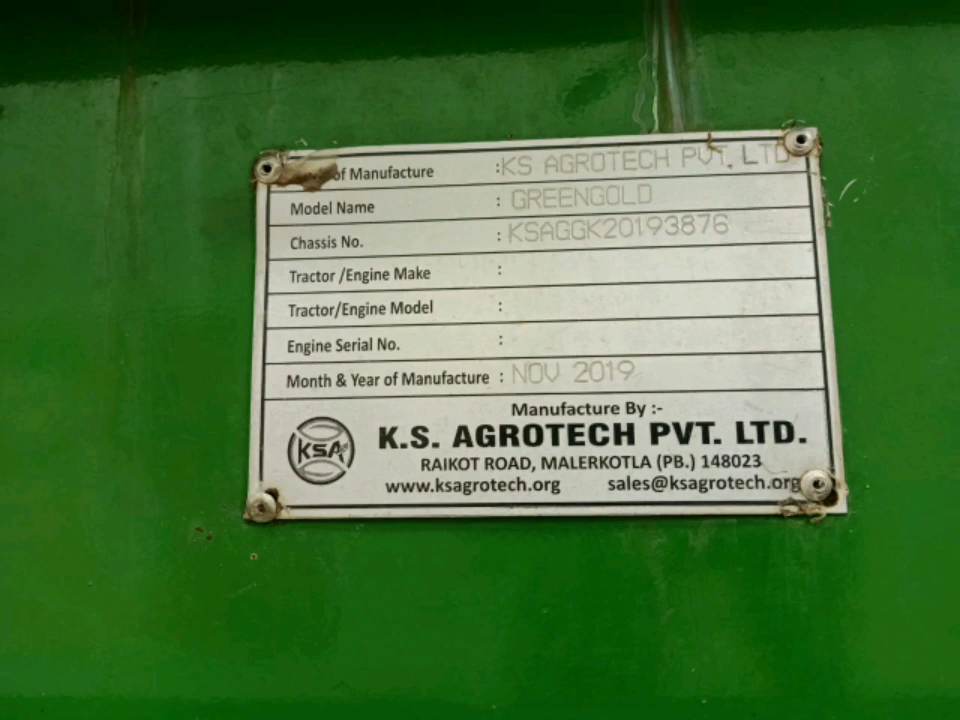 of Manufacture :KS AGROTECH PVT. LTD
Model Name : GREENGOLD
Chassis No. : KSAGGK20193876
Tractor /Engine Make :
Tractor/Engine Model :
Engine Serial No. :
Month & Year of Manufacture : NOV 2019
Manufacture By :-
KSA
K.S. AGROTECH PVT. LTD.
RAIKOT ROAD, MALERKOTLA (PB.) 148023
www.ksagrotech.org sales@ksagrotech.org